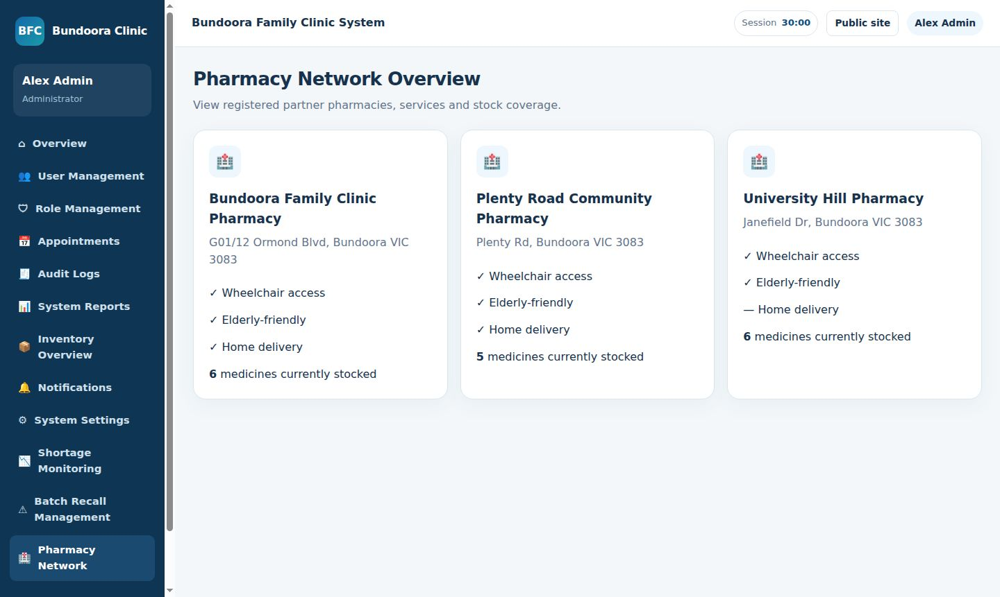 BFC Bundoora Clinic
Alex Admin
Administrator
⌂ Overview
👥 User Management
🛡 Role Management
📅 Appointments
🧾 Audit Logs
📊 System Reports
📦 Inventory
Overview
🔔 Notifications
⚙ System Settings
📉 Shortage
Monitoring
⚠ Batch Recall
Management
🏥 Pharmacy
Network
Bundoora Family Clinic System
Session 30:00
Public site
Alex Admin
Pharmacy Network Overview
View registered partner pharmacies, services and stock coverage.
Bundoora Family Clinic
Pharmacy
G01/12 Ormond Blvd, Bundoora VIC
3083
✓ Wheelchair access
✓ Elderly-friendly
✓ Home delivery
6 medicines currently stocked
Plenty Road Community
Pharmacy
Plenty Rd, Bundoora VIC 3083
✓ Wheelchair access
✓ Elderly-friendly
✓ Home delivery
5 medicines currently stocked
University Hill Pharmacy
Janefield Dr, Bundoora VIC 3083
✓ Wheelchair access
✓ Elderly-friendly
— Home delivery
6 medicines currently stocked